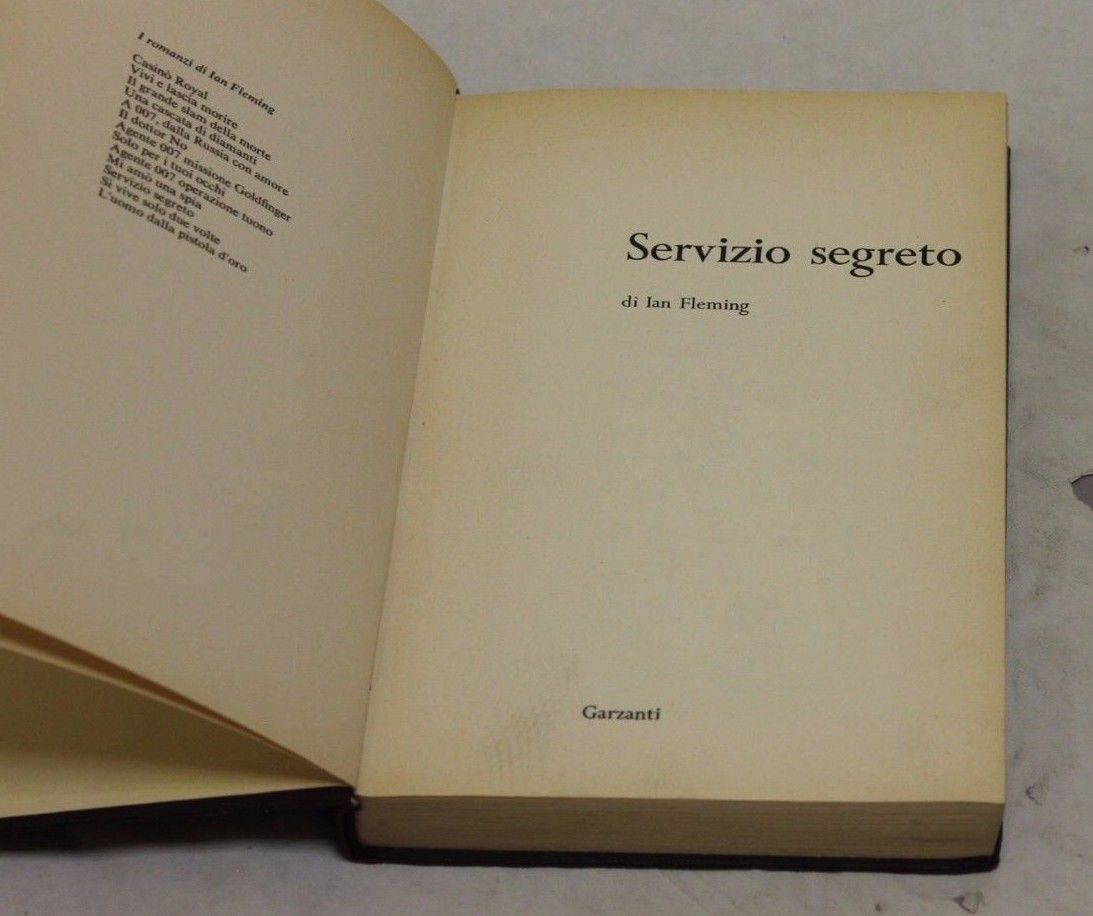 I romanzi di Ian Fleming
Casinò Royal
Vivi e lascia morire
Il grande slam della morte
Una cascata di diamanti
A 007, dalla Russia con amore
Il dottor No
Agente 007 missione Goldfinger
Solo per i tuoi occhi
Agente 007 operazione tuono
Mi amò una spia
Servizio segreto
Si vive solo due volte
L'uomo dalla pistola d'oro
Servizio segreto
di Ian Fleming
Garzanti